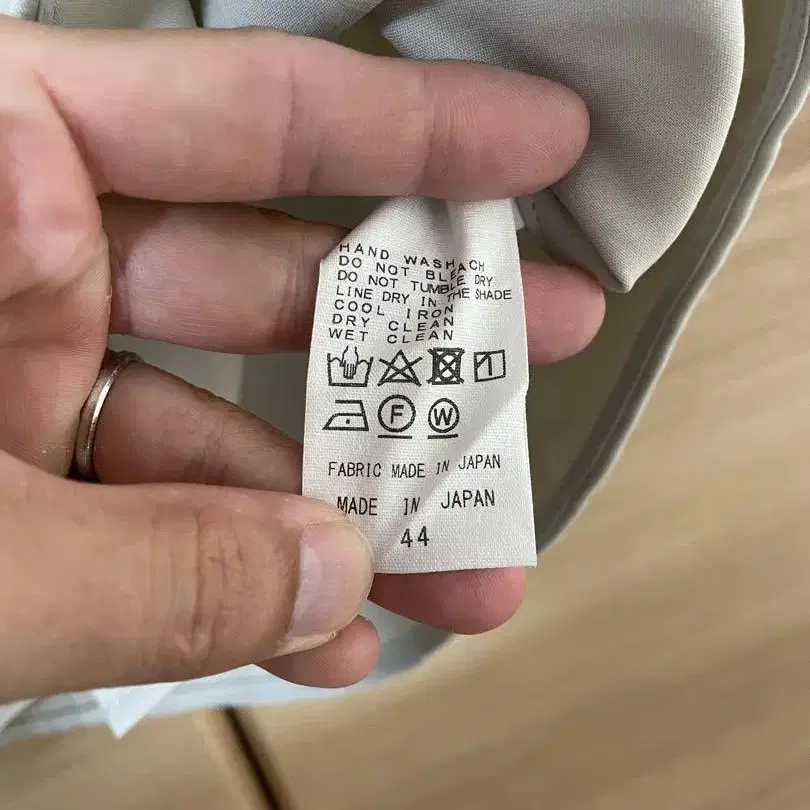 HAND WASH
DO NOT BLEACH
DO NOT TUMBLE DRY
LINE DRY IN THE SHADE
COOL IRON
DRY CLEAN
WET CLEAN
F W
FABRIC MADE IN JAPAN
MADE IN JAPAN
44